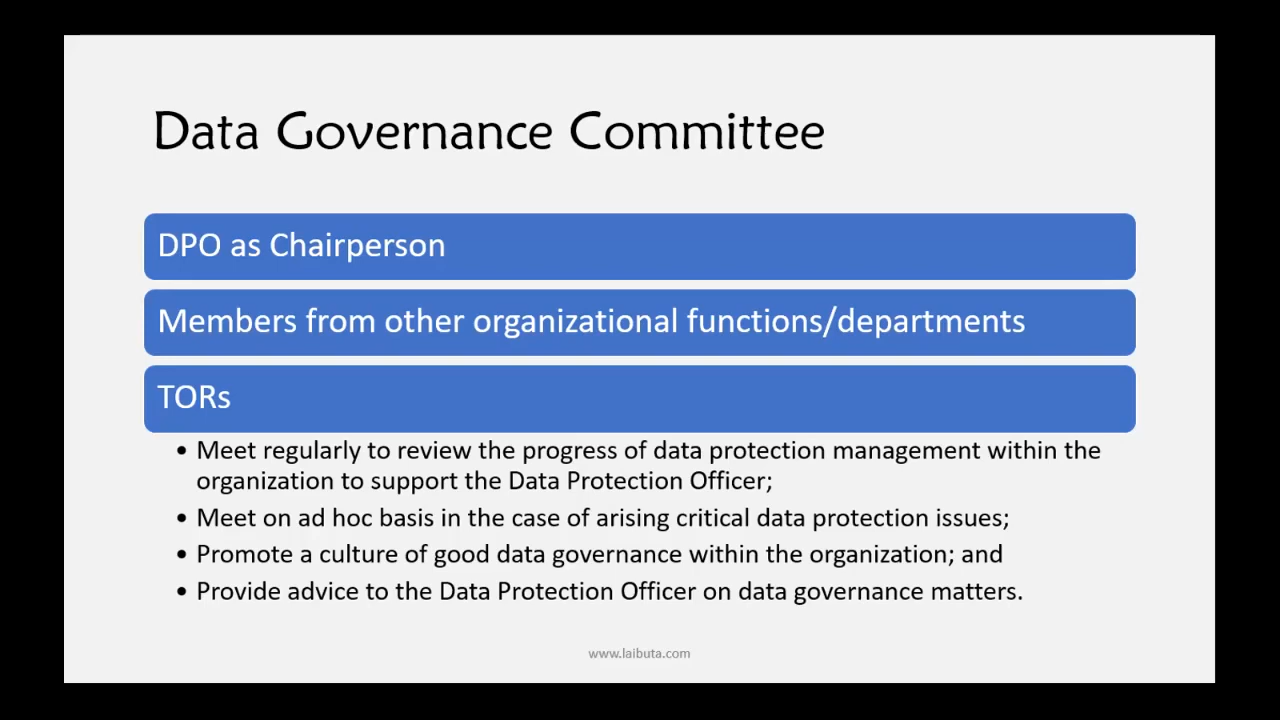 Data Governance Committee
DPO as Chairperson
Members from other organizational functions/departments
TORs
• Meet regularly to review the progress of data protection management within the
organization to support the Data Protection Officer;
• Meet on ad hoc basis in the case of arising critical data protection issues;
• Promote a culture of good data governance within the organization; and
• Provide advice to the Data Protection Officer on data governance matters.
www.laibuta.com